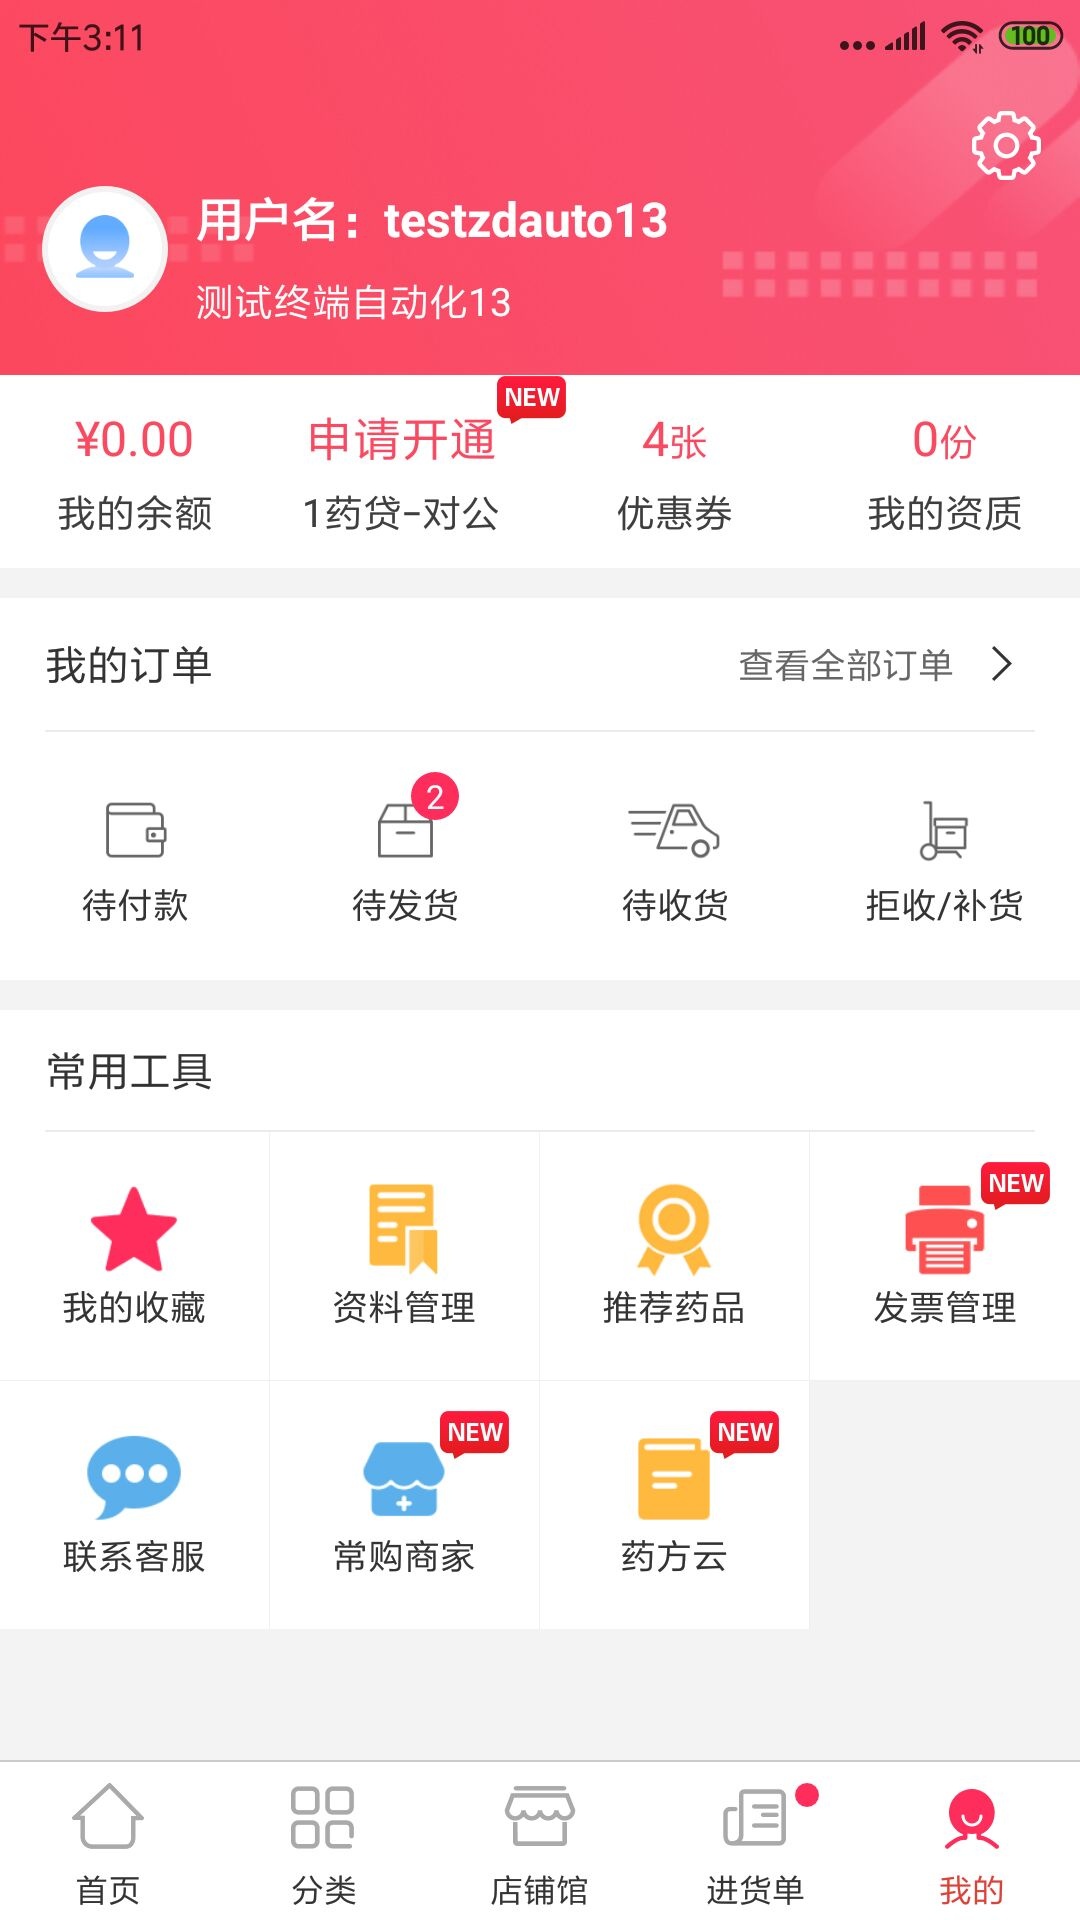 下午3:11
100
用户名：testzdauto13
测试终端自动化13
NEW
¥0.00 申请开通 4张 0份
我的余额 1药贷-对公 优惠券 我的资质
我的订单 查看全部订单
2
待付款 待发货 待收货 拒收/补货
常用工具
NEW
我的收藏 资料管理 推荐药品 发票管理
NEW NEW
联系客服 常购商家 药方云
首页 分类 店铺馆 进货单 我的